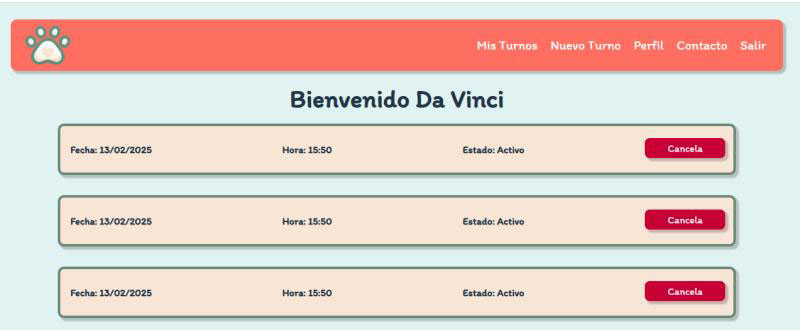 Mis Turnos Nuevo Turno Perfil Contacto Salir
Bienvenido Da Vinci
Fecha: 13/02/2025 Hora: 15:50 Estado: Activo Cancela
Fecha: 13/02/2025 Hora: 15:50 Estado: Activo Cancela
Fecha: 13/02/2025 Hora: 15:50 Estado: Activo Cancela